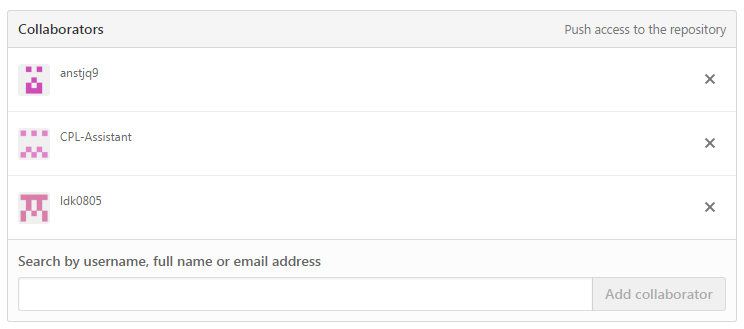 Collaborators
Push access to the repository
anstjq9
CPL-Assistant
ldk0805
Search by username, full name or email address
Add collaborator